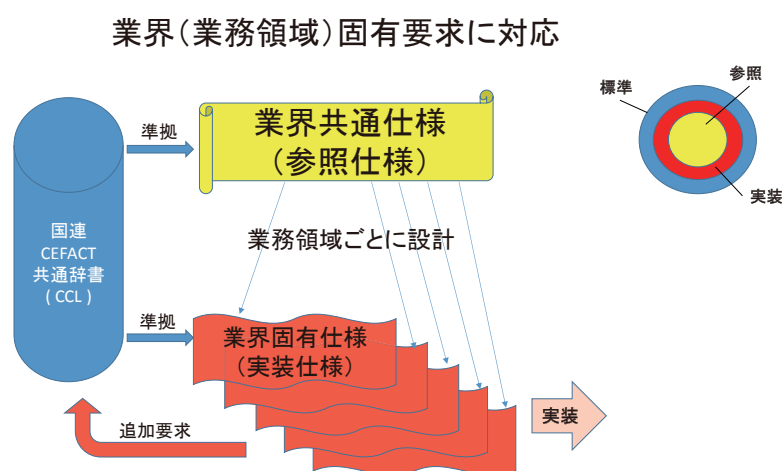 業界（業務領域）固有要求に対応
準拠
業界共通仕様
（参照仕様）
標準
参照
実装
国連
CEFACT
共通辞書
（CCL）
業務領域ごとに設計
準拠
業界固有仕様
（実装仕様）
追加要求
実装